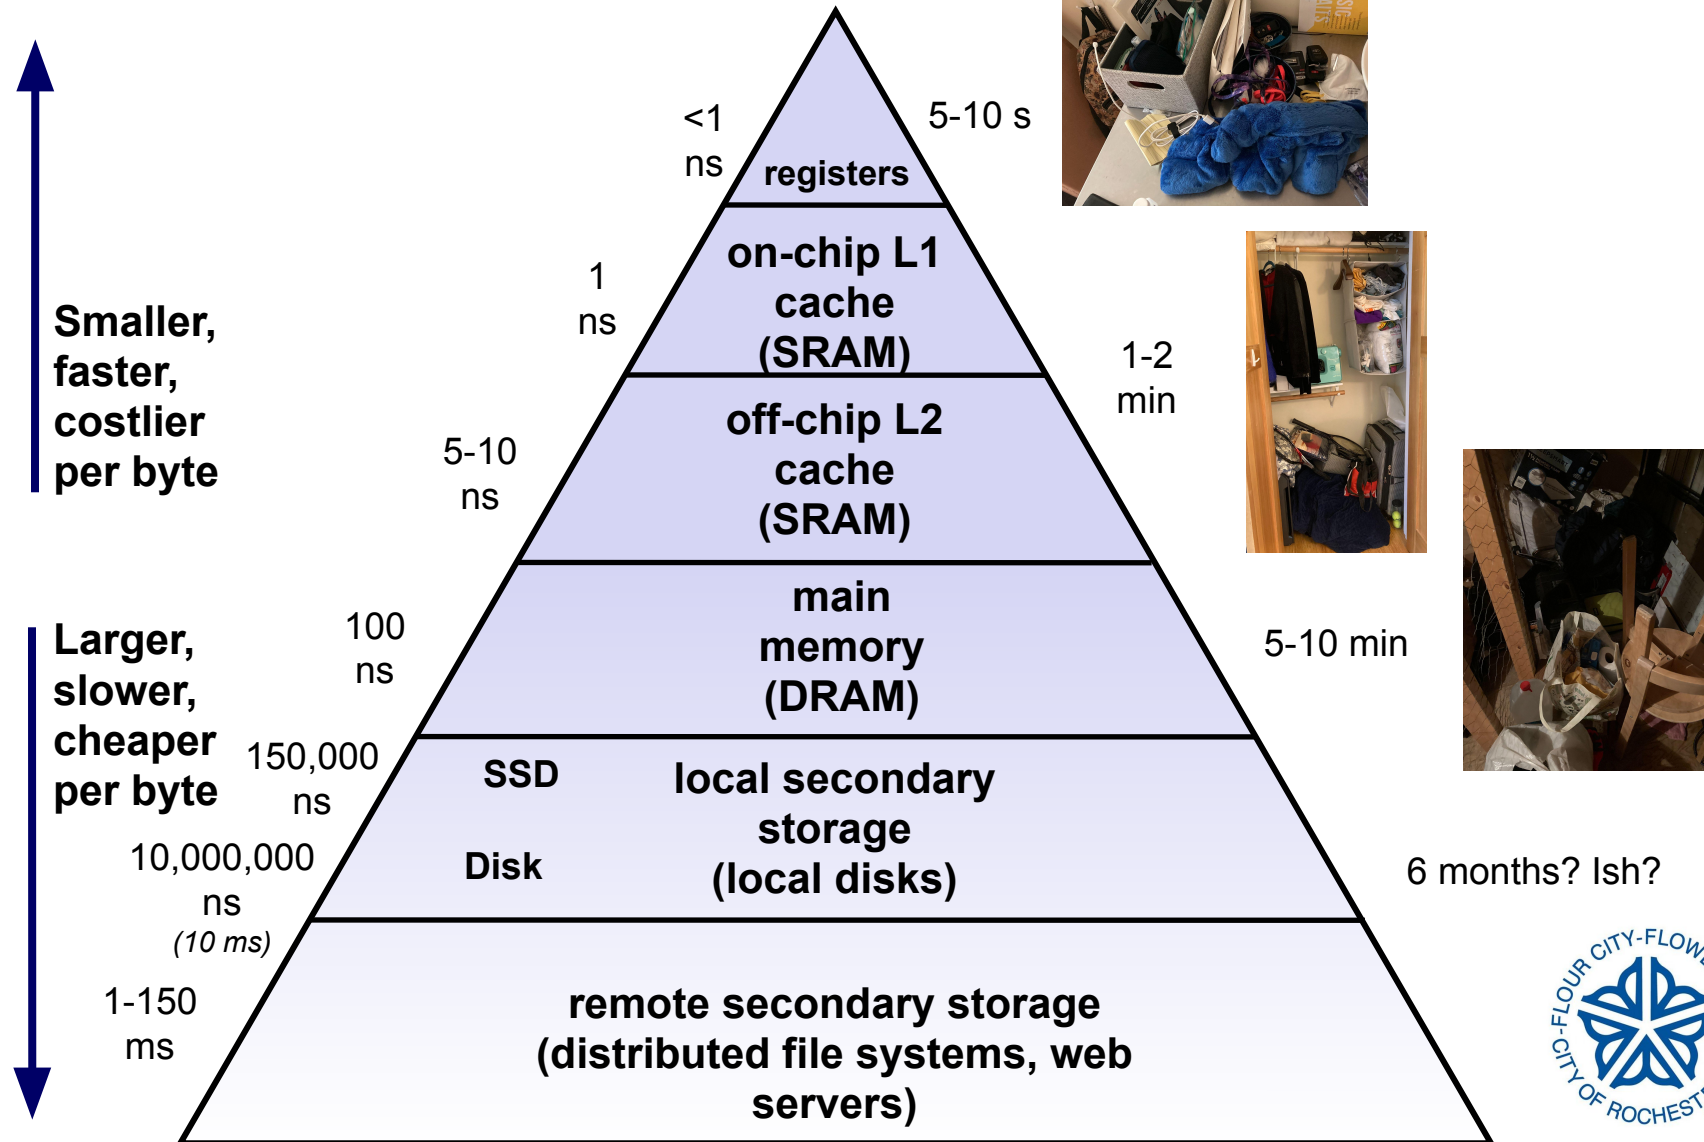 <1
ns
5-10 s
registers
1
ns
on-chip L1
cache
(SRAM)
Smaller,
faster,
costlier
per byte
1-2
min
5-10
ns
off-chip L2
cache
(SRAM)
Larger,
slower,
cheaper
per byte
100
ns
main
memory
(DRAM)
5-10 min
150,000
ns
SSD
local secondary
storage
(local disks)
10,000,000
ns
(10 ms)
Disk
6 months? Ish?
1-150
ms
remote secondary storage
(distributed file systems, web
servers)
FLOUR CITY-FLOWE
CITY OF ROCHEST